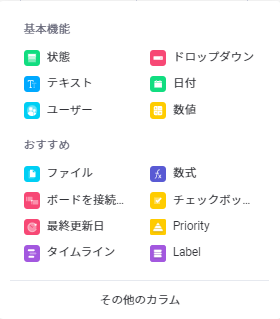 基本機能
状態 ドロップダウン
テキスト 日付
ユーザー 数値
おすすめ
ファイル 数式
ボードを接続... チェックボッ...
最終更新日 Priority
タイムライン Label
その他のカラム